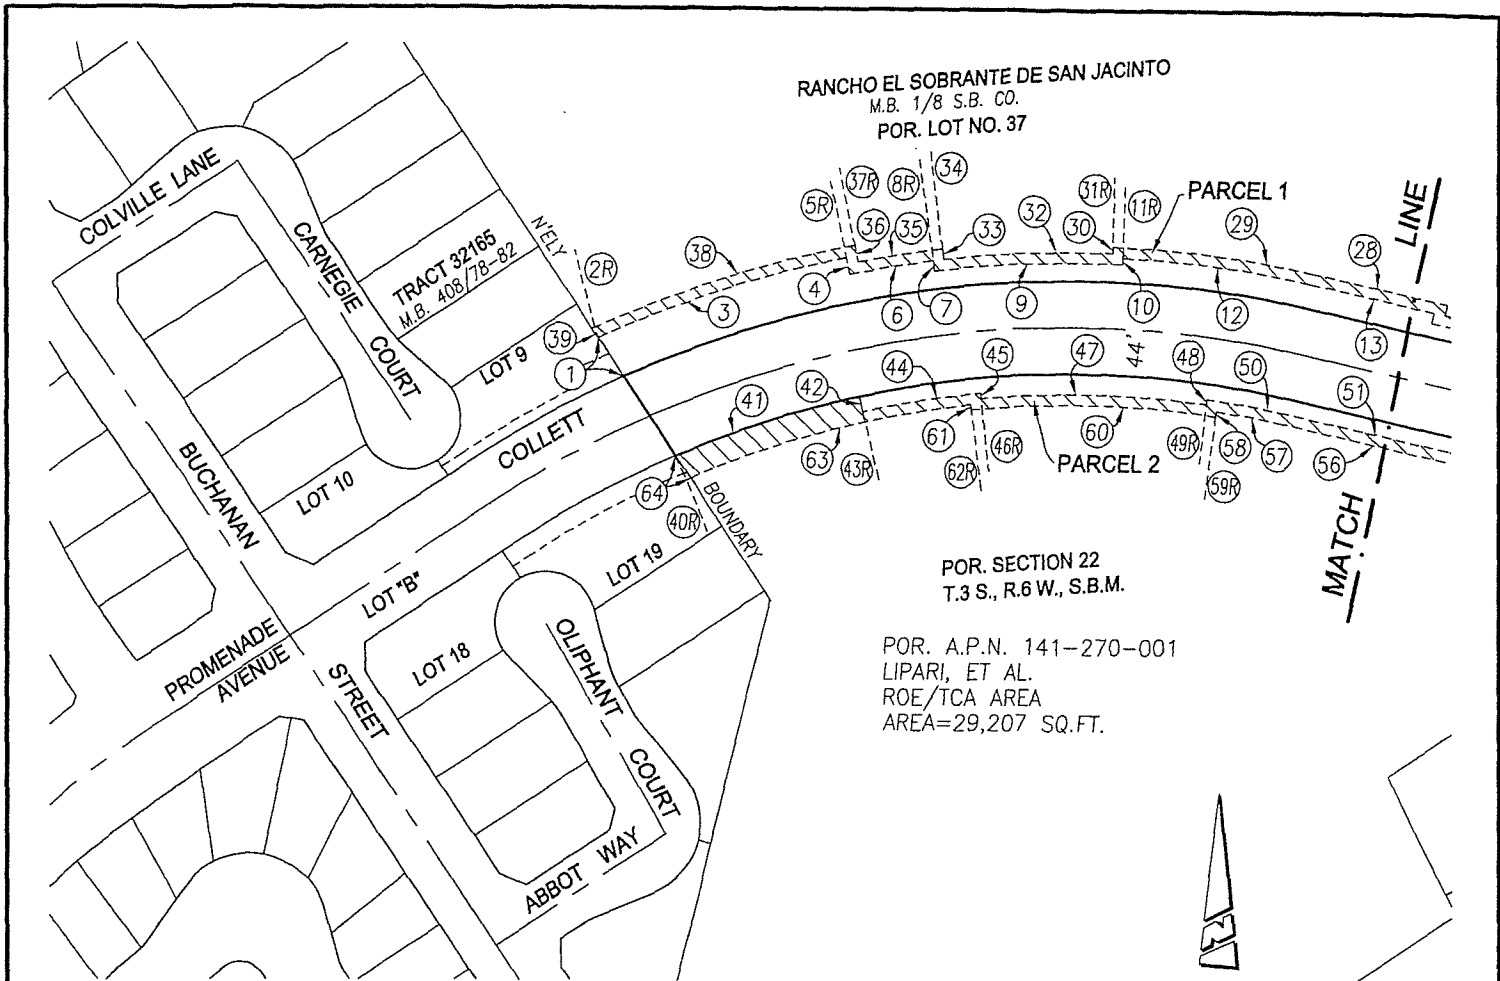 RANCHO EL SOBRANTE DE SAN JACINTO
M.B. 1/8 S.B. CO.
POR. LOT NO. 37
COLVILLE LANE
CARNEGIE COURT
TRACT 32165
M.B. 408/78-82
N'ELY
2R
38
5R
37R
8R
34
36
35
33
32
31R
11R
30
PARCEL 1
29
28
LINE
39
1
3
4
6
7
9
10
12
13
LOT 9
LOT 10
COLLETT
BUCHANAN
STREET
41
42
44
45
47
44
48
50
51
64
40R
63
43R
61
62R
46R
60
PARCEL 2
49R
58
59R
57
56
MATCH
BOUNDARY
LOT 19
LOT "B"
LOT 18
PROMENADE
AVENUE
OLIPHANT COURT
ABBOT WAY
POR. SECTION 22
T.3 S., R.6 W., S.B.M.
POR. A.P.N. 141-270-001
LIPARI, ET AL.
ROE/TCA AREA
AREA=29,207 SQ.FT.
N